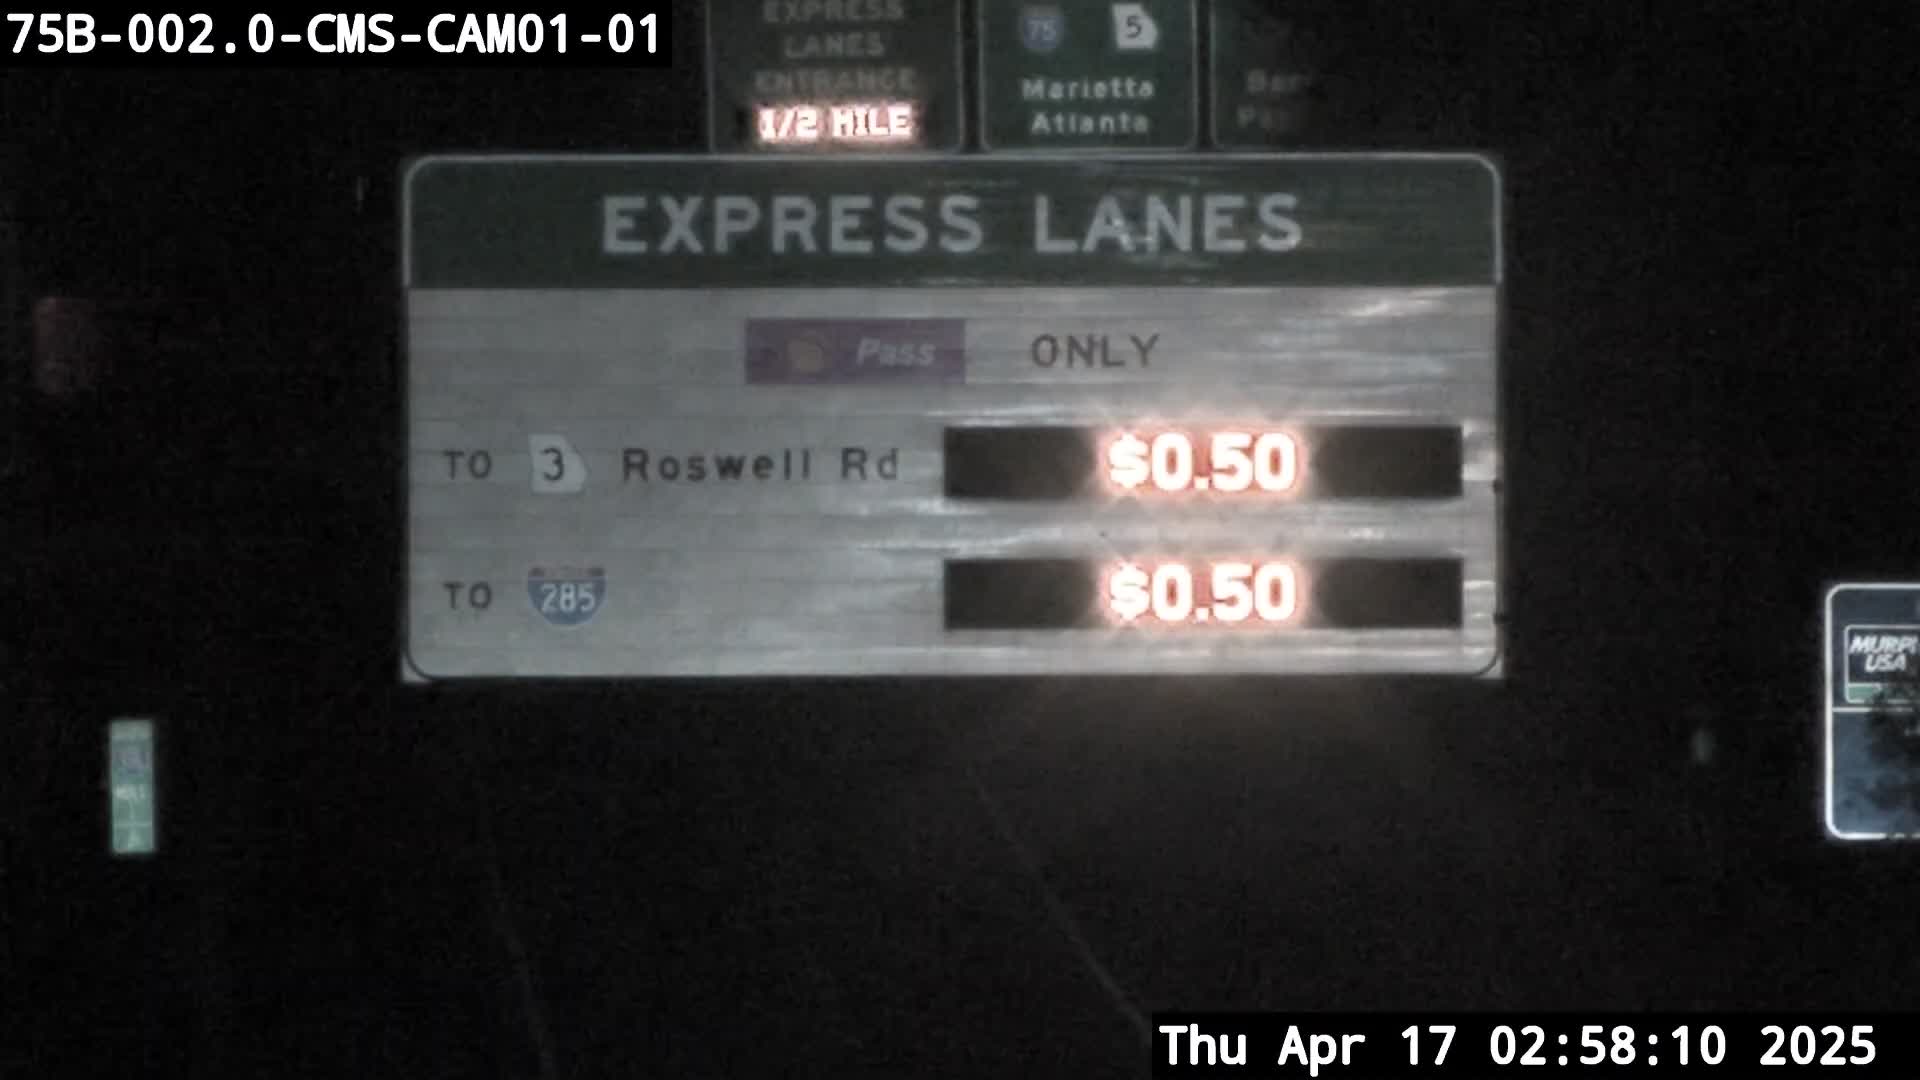 75B-002.0-CMS-CAM01-01
EXPRESS
LANES
ENTRANCE
1/2 MILE
75 5
Marietta
Atlanta
EXPRESS LANES
Pass ONLY
TO 3 Roswell Rd $0.50
TO 285 $0.50
USA
Thu Apr 17 02:58:10 2025